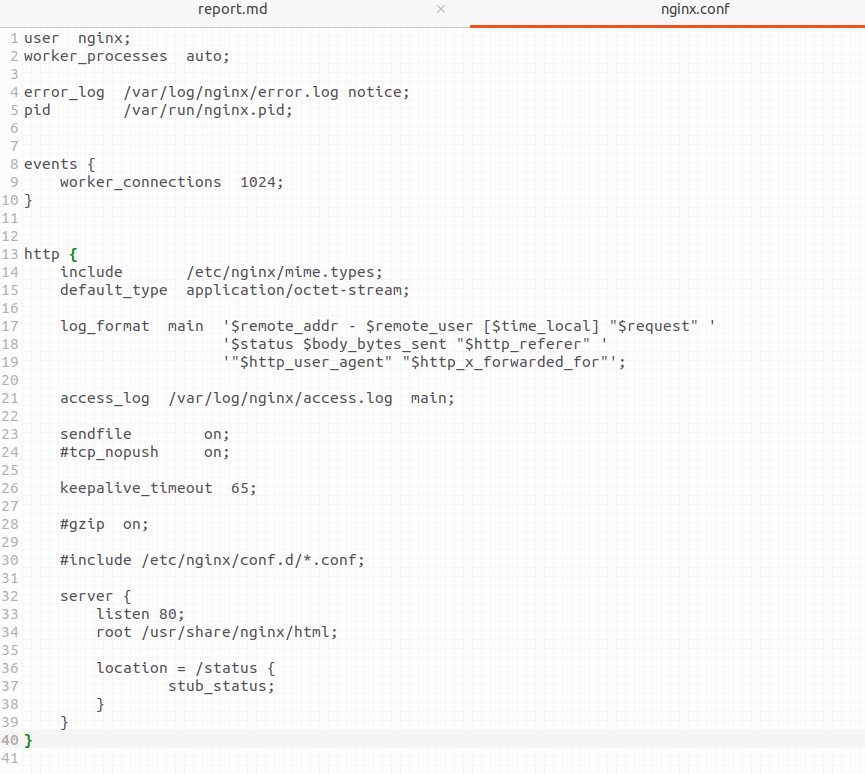 report.md × nginx.conf
1 user  nginx;
2 worker_processes  auto;
3
4 error_log  /var/log/nginx/error.log notice;
5 pid        /var/run/nginx.pid;
6
7
8 events {
9     worker_connections  1024;
10 }
11
12
13 http {
14     include       /etc/nginx/mime.types;
15     default_type  application/octet-stream;
16
17     log_format  main  '$remote_addr - $remote_user [$time_local] "$request" '
18                       '$status $body_bytes_sent "$http_referer" '
19                       '"$http_user_agent" "$http_x_forwarded_for"';
20
21     access_log  /var/log/nginx/access.log  main;
22
23     sendfile        on;
24     #tcp_nopush     on;
25
26     keepalive_timeout  65;
27
28     #gzip  on;
29
30     #include /etc/nginx/conf.d/*.conf;
31
32     server {
33         listen 80;
34         root /usr/share/nginx/html;
35
36         location = /status {
37                 stub_status;
38         }
39     }
40 }
41